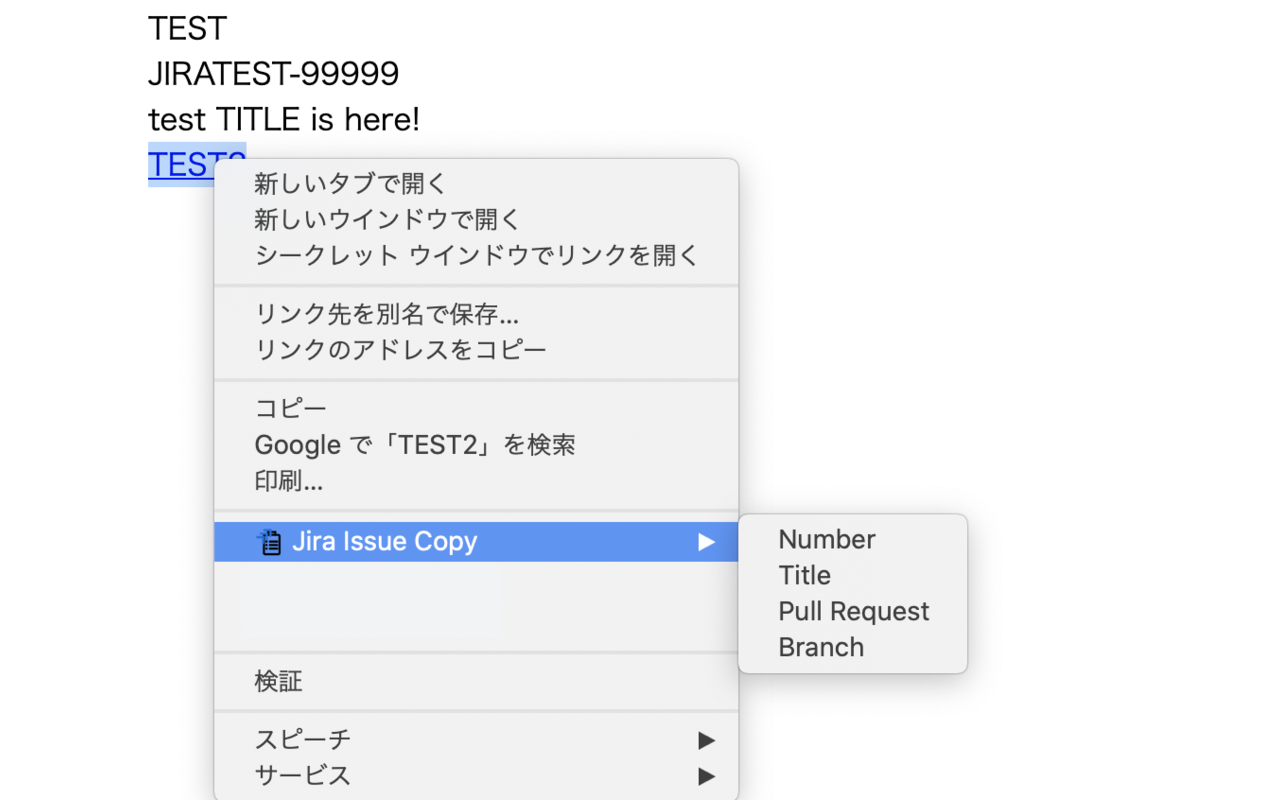 TEST
JIRATEST-99999
test TITLE is here!
TEST2
新しいタブで開く
新しいウインドウで開く
シークレット ウインドウでリンクを開く
リンク先を別名で保存...
リンクのアドレスをコピー
コピー
Google で「TEST2」を検索
印刷...
Jira Issue Copy
Number
Title
Pull Request
Branch
検証
スピーチ
サービス